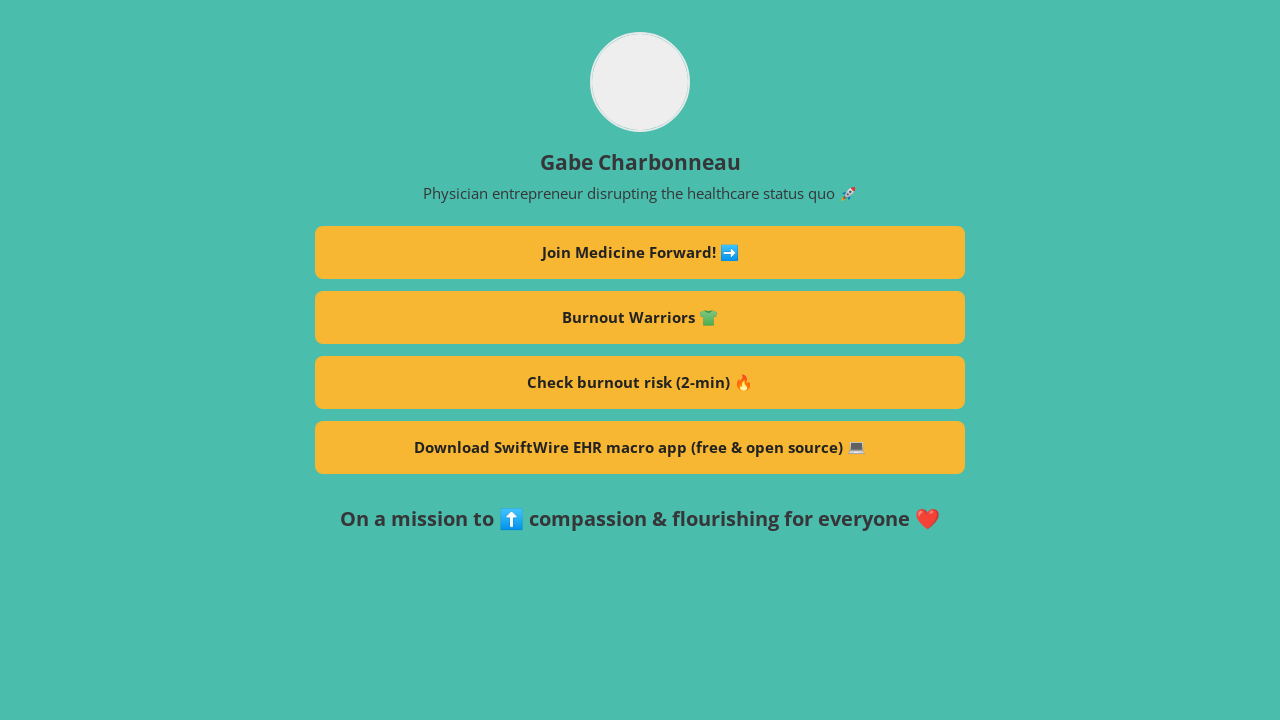 Gabe Charbonneau
Physician entrepreneur disrupting the healthcare status quo 🚀
Join Medicine Forward! ➡️
Burnout Warriors 👕
Check burnout risk (2-min) 🔥
Download SwiftWire EHR macro app (free & open source) 💻
On a mission to ⬆️ compassion & flourishing for everyone ❤️